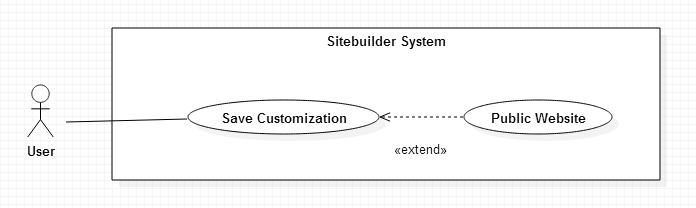 Sitebuilder System
Save Customization
Public Website
«extend»
User